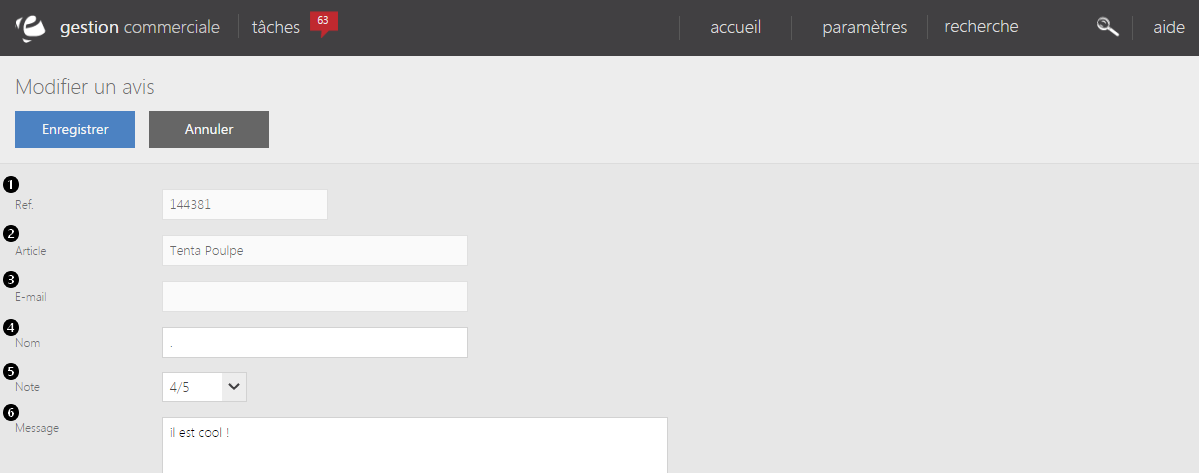 gestion commerciale tâches 63 accueil paramètres recherche aide
Modifier un avis
Enregistrer Annuler
1
Ref. 144381
2
Article Tenta Poulpe
3
E-mail
4
Nom .
5
Note 4/5
6
Message il est cool !